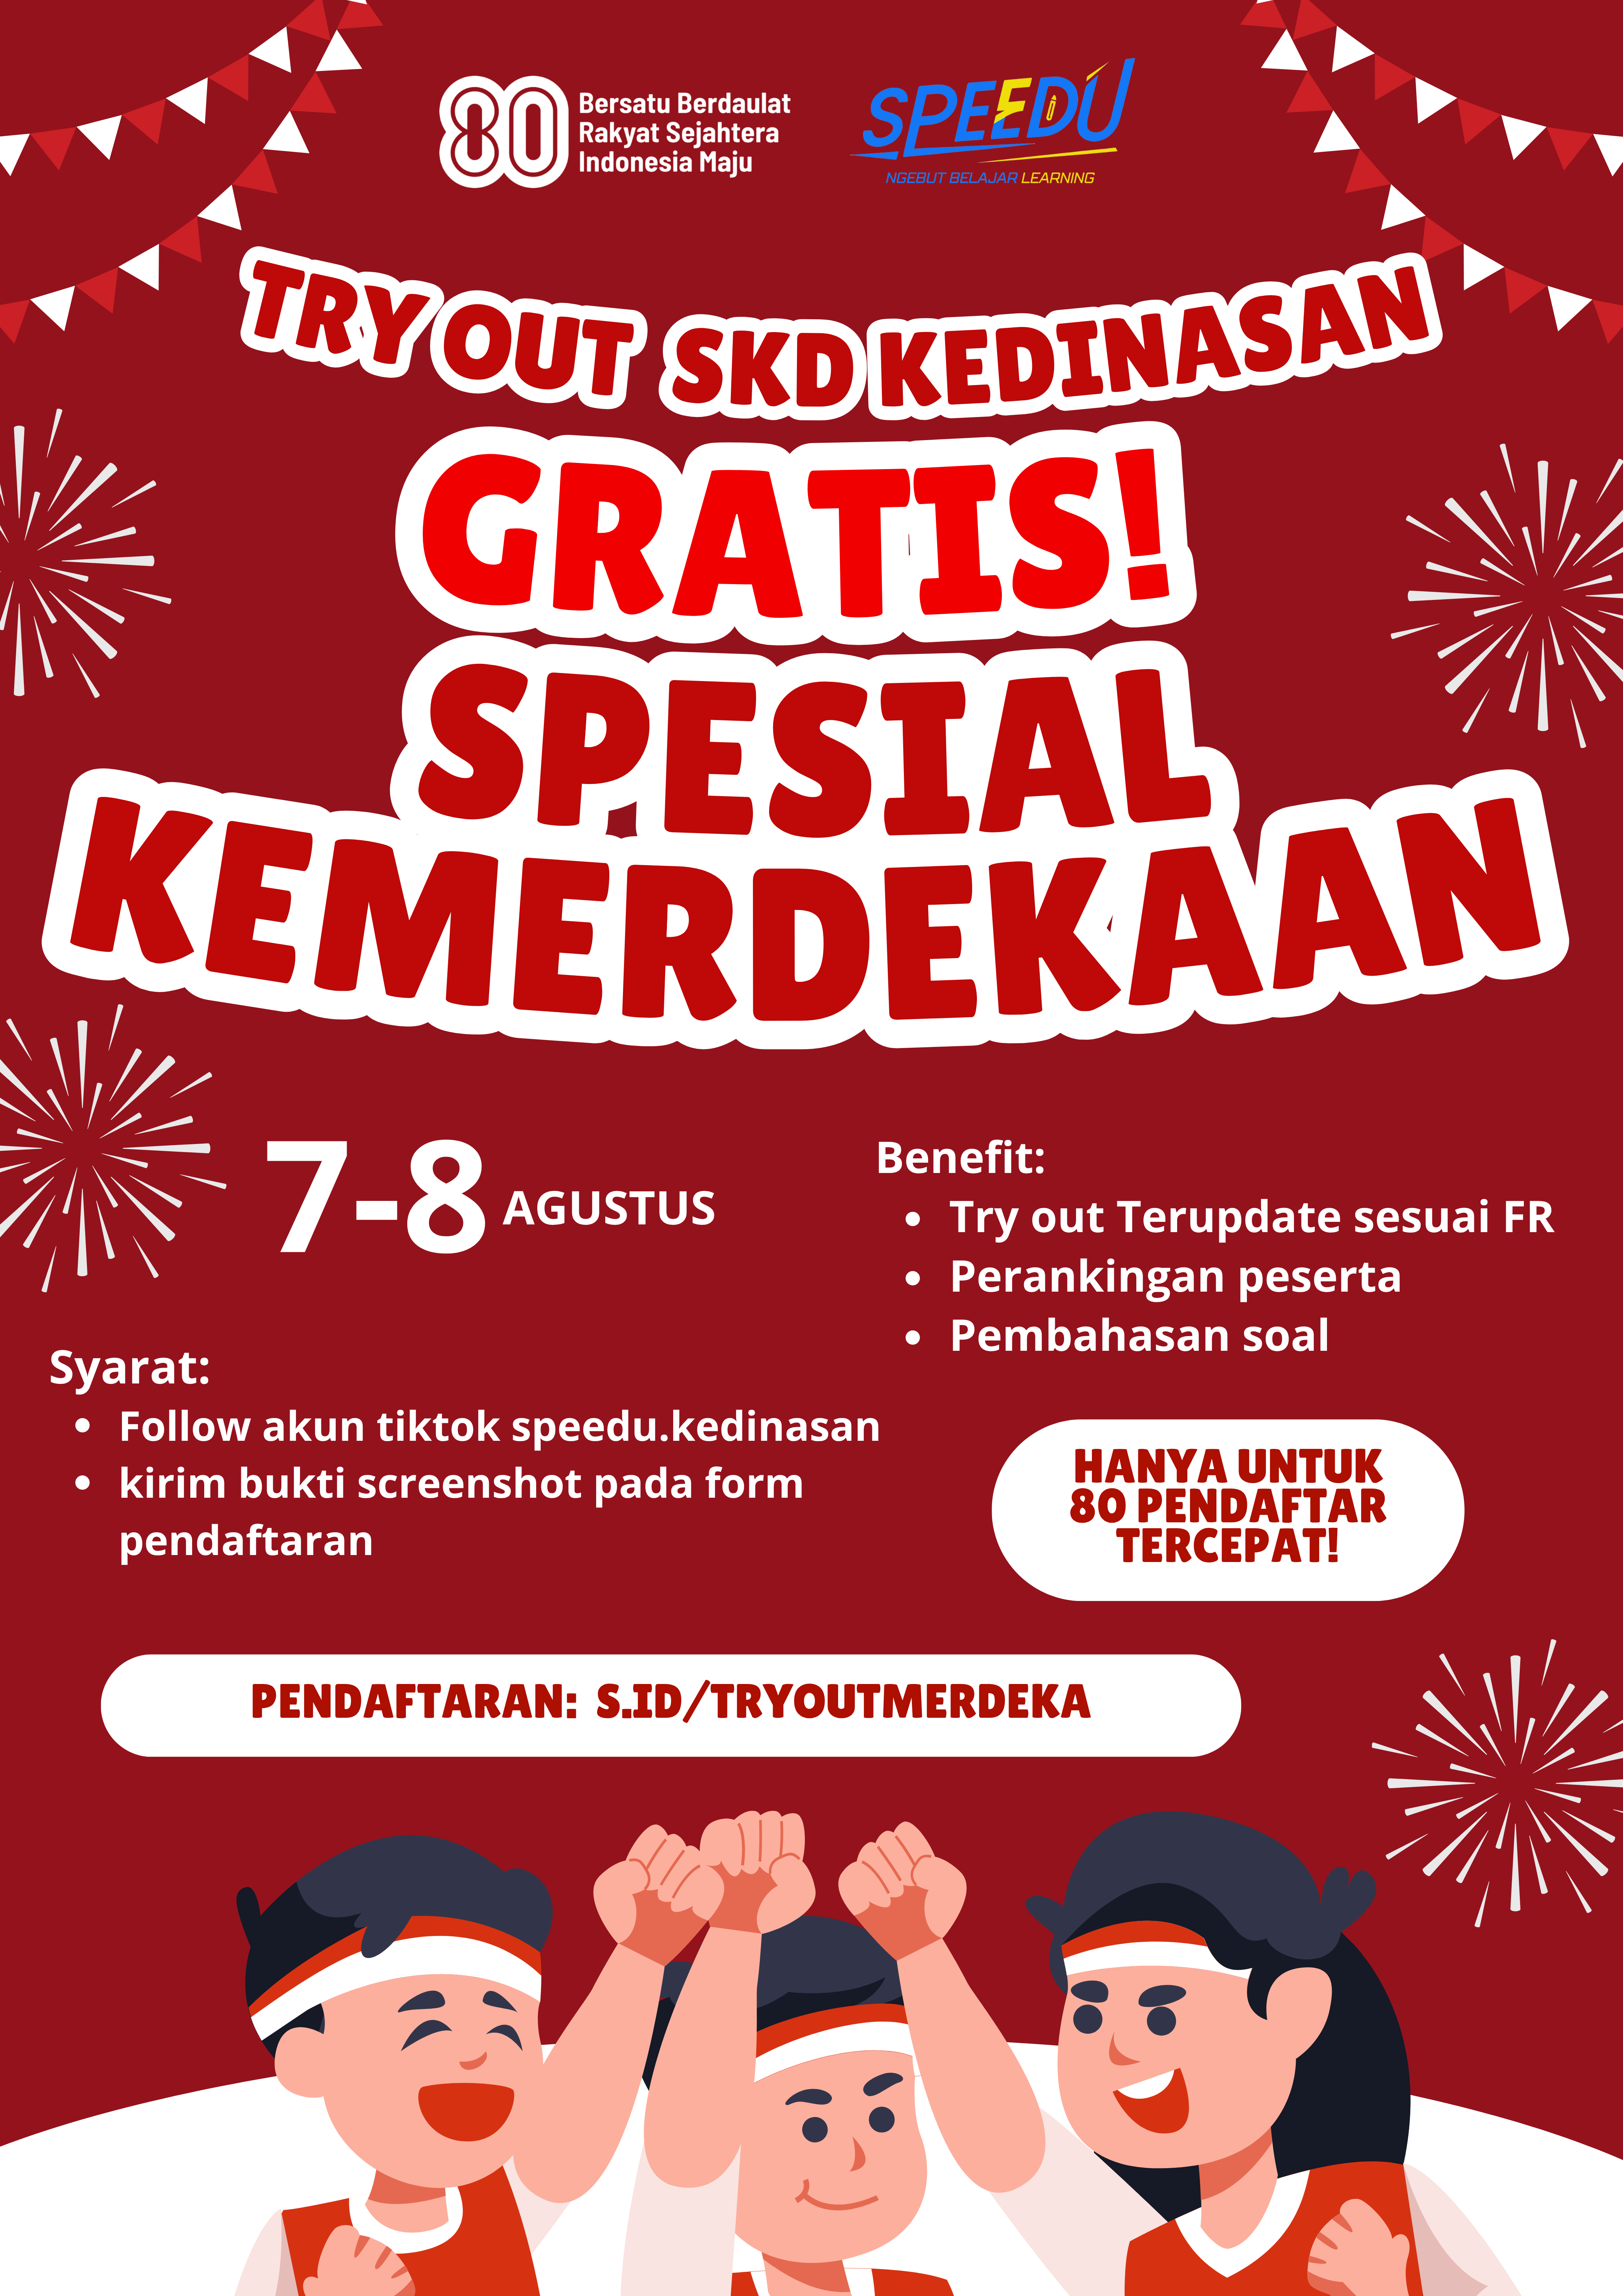 80
Bersatu Berdaulat
Rakyat Sejahtera
Indonesia Maju
SPEEDU
NGEBUT BELAJAR LEARNING
TRY OUT SKD KEDINASAN
GRATIS!
SPESIAL
KEMERDEKAAN
7-8 AGUSTUS
Benefit:
• Try out Terupdate sesuai FR
• Perankingan peserta
• Pembahasan soal
Syarat:
• Follow akun tiktok speedu.kedinasan
• kirim bukti screenshot pada form
pendaftaran
HANYA UNTUK
80 PENDAFTAR
TERCEPAT!
PENDAFTARAN: S.ID/TRYOUTMERDEKA